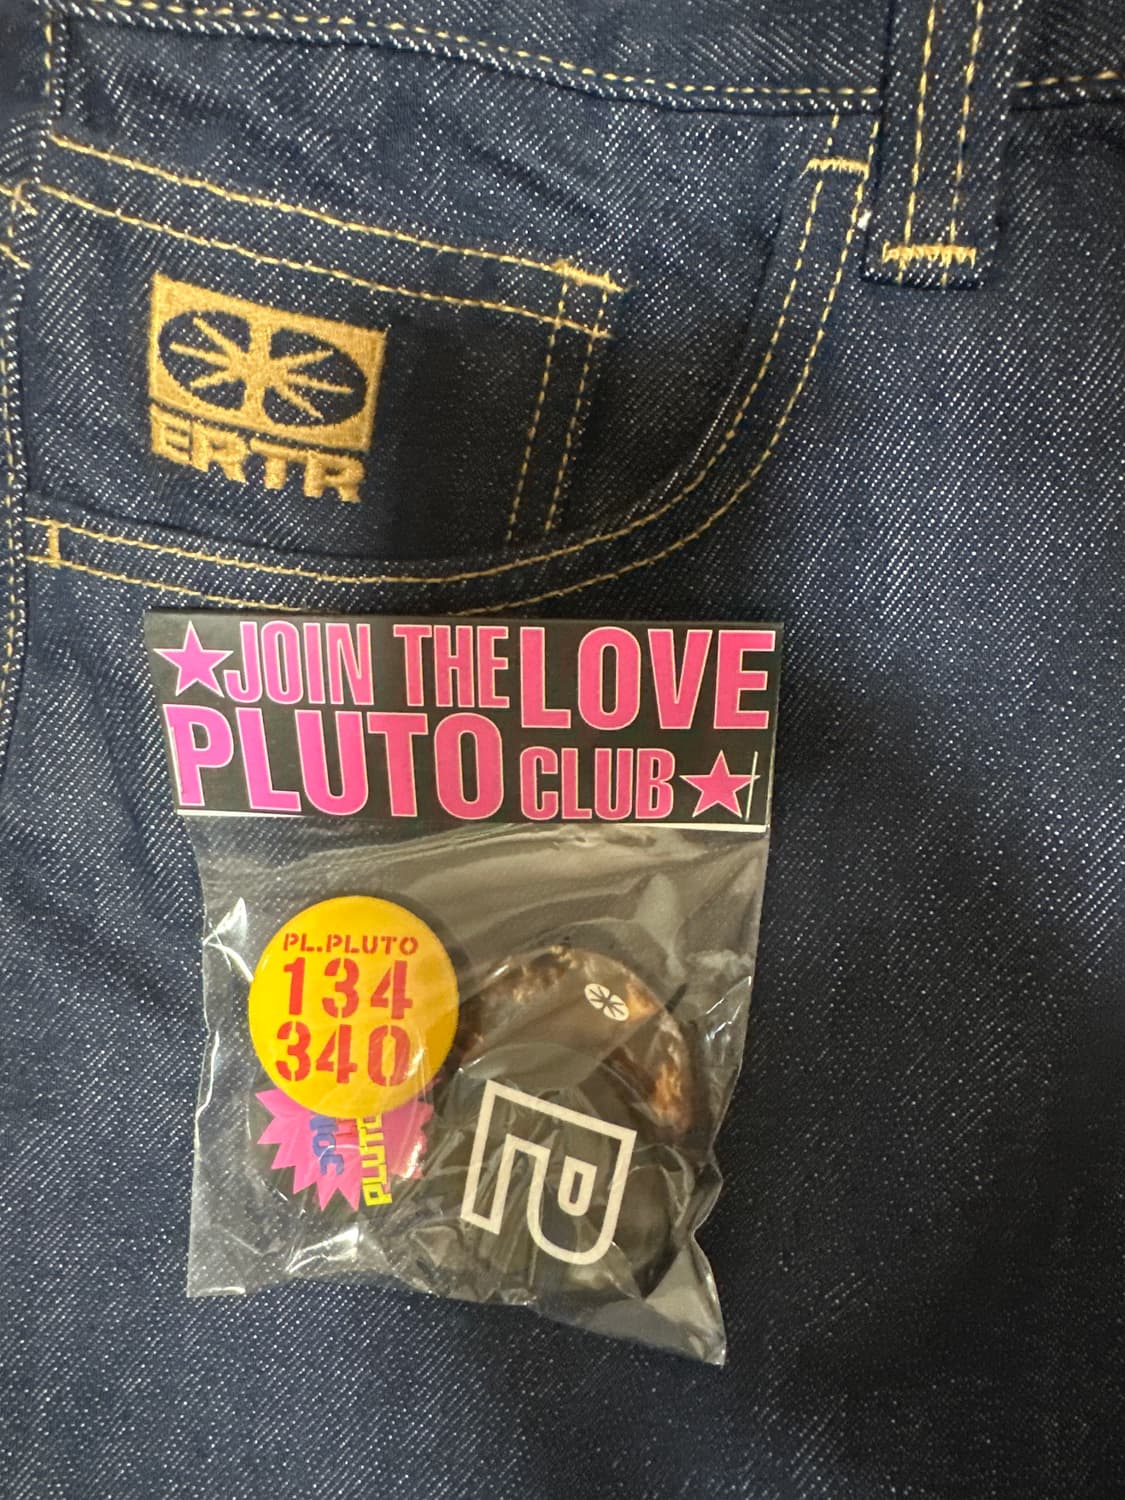 ERTR
★JOIN THE LOVE
PLUTO CLUB★
PL.PLUTO
134
340
PLUTO
P